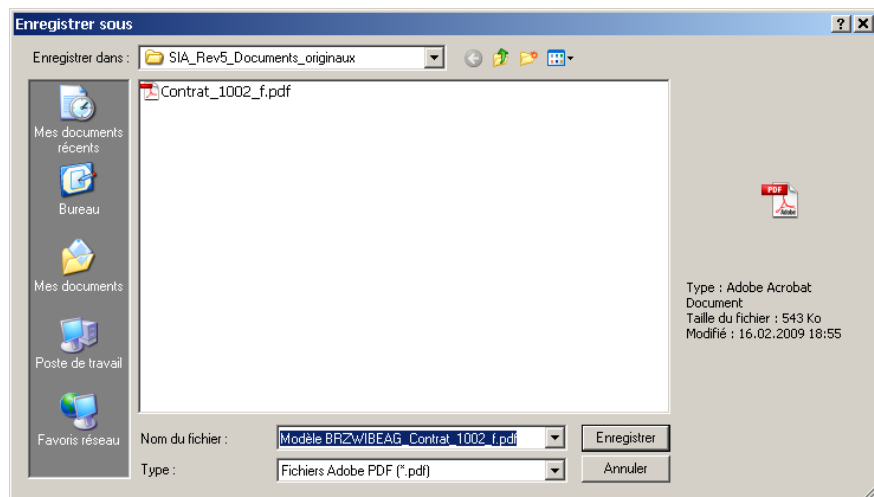 Enregistrer sous
Enregistrer dans :
SIA_Rev5_Documents_originaux
Contrat_1002_f.pdf
Mes documents
récents
Bureau
Mes documents
Poste de travail
Favoris réseau
PDF
Adobe
Type : Adobe Acrobat
Document
Taille du fichier : 543 Ko
Modifié : 16.02.2009 18:55
Nom du fichier :
Modèle BRZWIBEAG_Contrat_1002_f.pdf
Enregistrer
Type :
Fichiers Adobe PDF (*.pdf)
Annuler